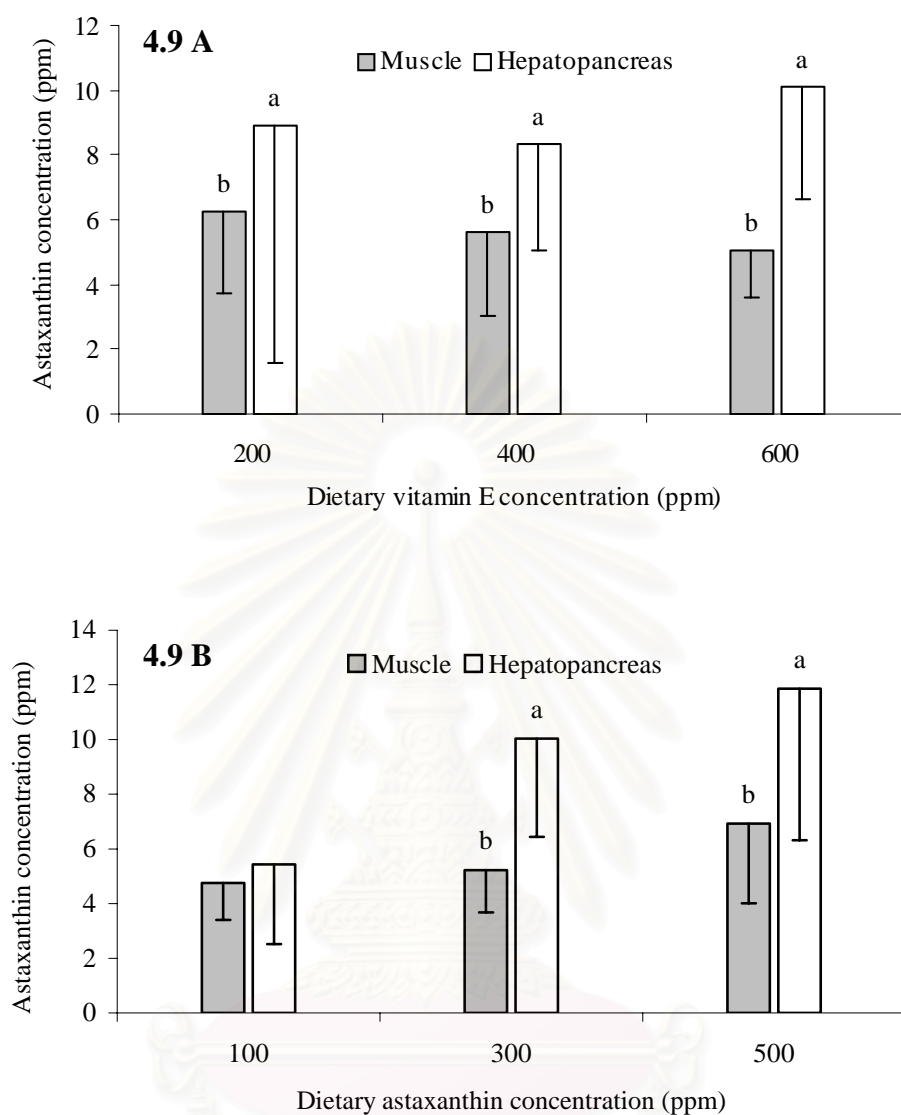 4.9 A
Muscle Hepatopancreas
Astaxanthin concentration (ppm)
12
10
8
6
4
2
0
b a b a b a
200 400 600
Dietary vitamin E concentration (ppm)
4.9 B
Muscle Hepatopancreas
Astaxanthin concentration (ppm)
14
12
10
8
6
4
2
0
b a b a
100 300 500
Dietary astaxanthin concentration (ppm)